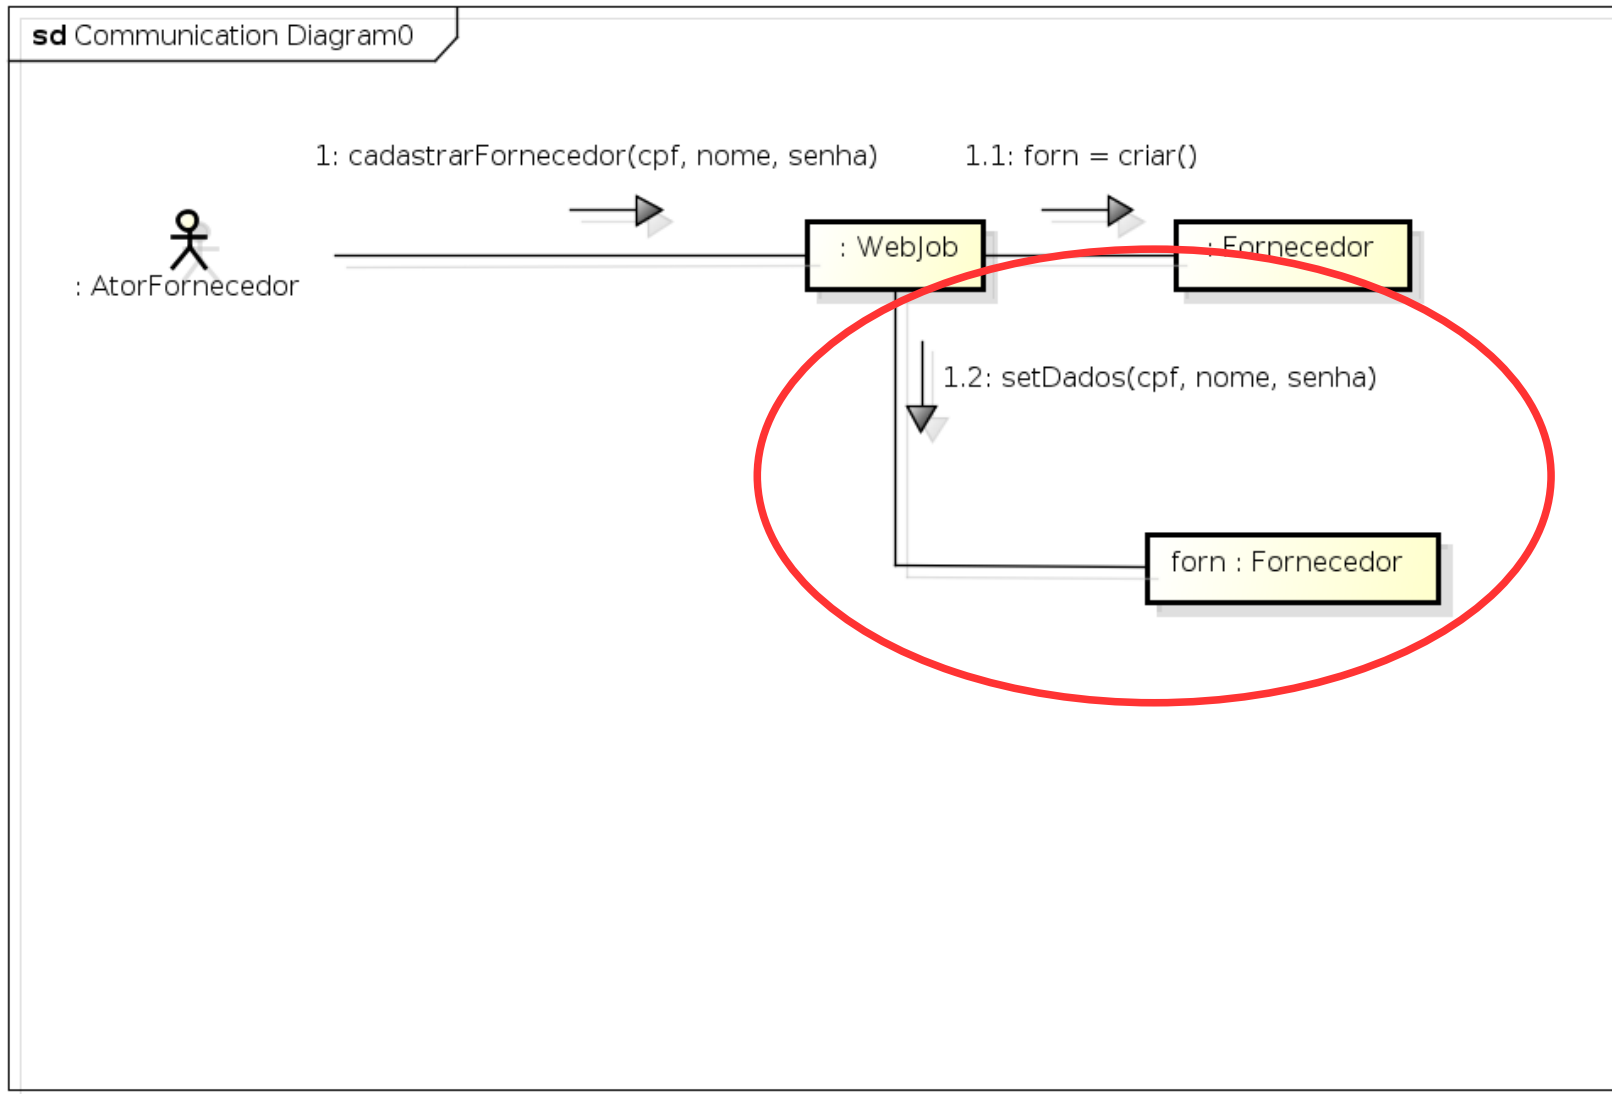 sd Communication Diagram0
1: cadastrarFornecedor(cpf, nome, senha)
1.1: forn = criar()
: AtorFornecedor
: WebJob
: Fornecedor
1.2: setDados(cpf, nome, senha)
forn : Fornecedor